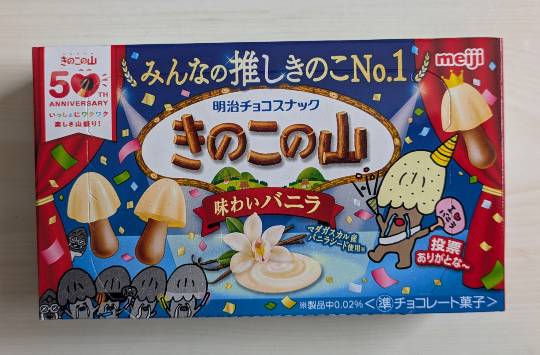 きのこの山
50TH
ANNIVERSARY
いっしょにワクワク
楽しさ山盛り!
みんなの推しきのこNo.1
meiji
明治チョコスナック
きのこの山
味わいバニラ
マダガスカル産
バニラシード使用※
投票
ありがとな〜
※製品中0.02%
<準チョコレート菓子>